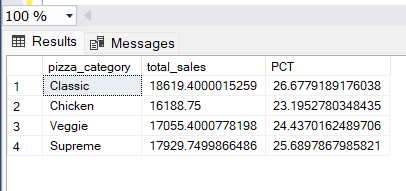 100 %
Results Messages
pizza_category total_sales PCT
1 Classic 18619.4000015259 26.6779189176038
2 Chicken 16188.75 23.1952780348435
3 Veggie 17055.4000778198 24.4370162489706
4 Supreme 17929.7499866486 25.6897867985821